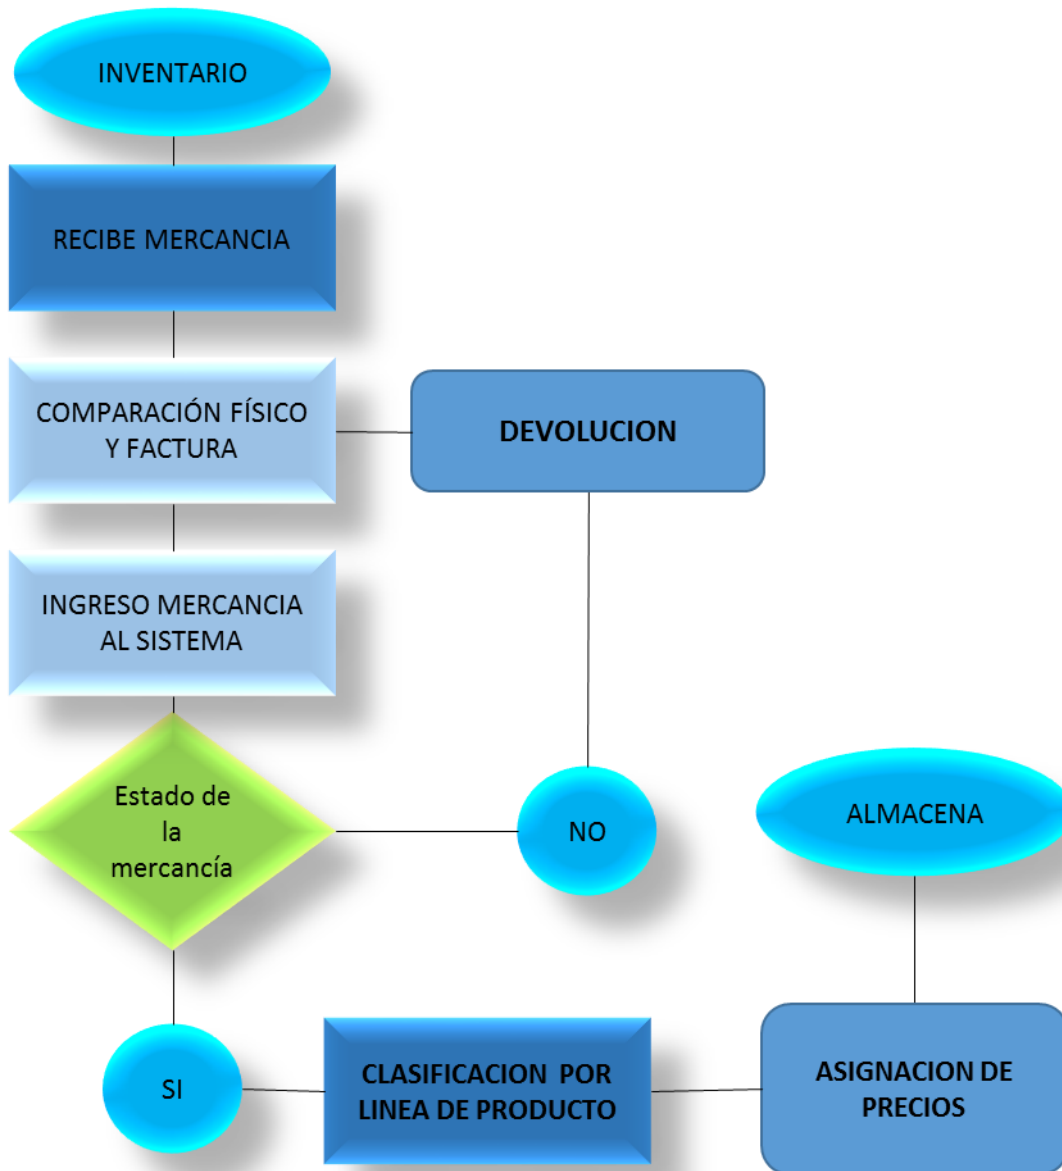 INVENTARIO
RECIBE MERCANCIA
COMPARACIÓN FÍSICO
Y FACTURA
DEVOLUCION
INGRESO MERCANCIA
AL SISTEMA
Estado de
la
mercancía
NO
ALMACENA
SI
CLASIFICACION POR
LINEA DE PRODUCTO
ASIGNACION DE
PRECIOS